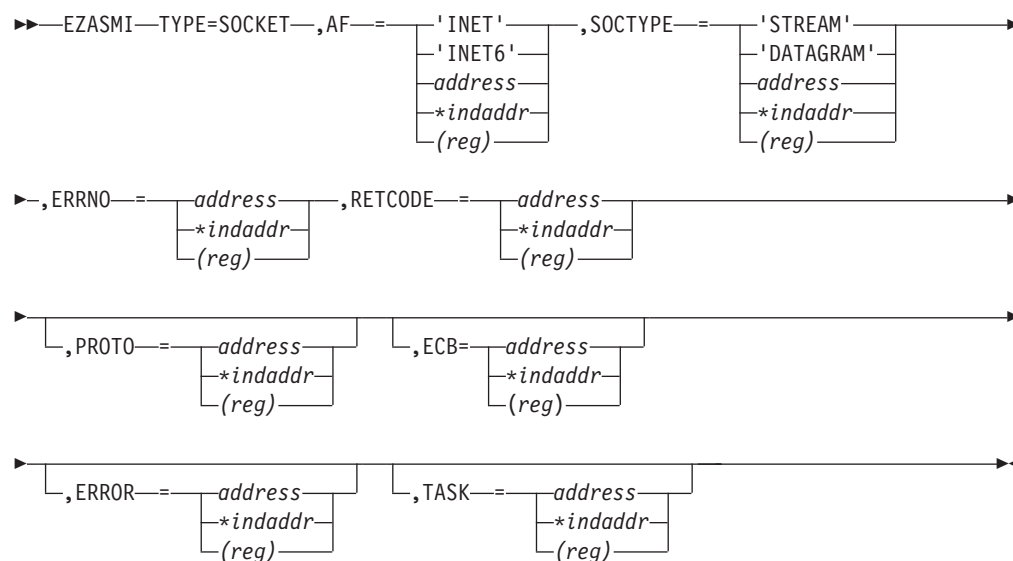 EZASMI TYPE=SOCKET ,AF = 'INET' ,SOCTYPE = 'STREAM'
'INET6' 'DATAGRAM'
address address
*indaddr *indaddr
(reg) (reg)
,ERRNO = address ,RETCODE = address
*indaddr *indaddr
(reg) (reg)
,PROTO = address ,ECB= address
*indaddr *indaddr
(reg) (reg)
,ERROR = address ,TASK = address
*indaddr *indaddr
(reg) (reg)